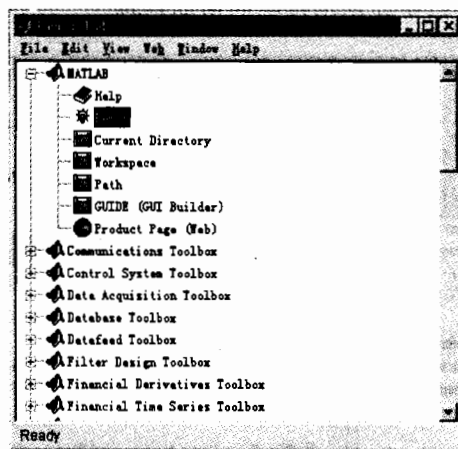 File Edit View Web Window Help
MATLAB
Help
Current Directory
Workspace
Path
GUIDE (GUI Builder)
Product Page (Web)
Communications Toolbox
Control System Toolbox
Data Acquisition Toolbox
Database Toolbox
Datafeed Toolbox
Filter Design Toolbox
Financial Derivatives Toolbox
Financial Time Series Toolbox
Ready